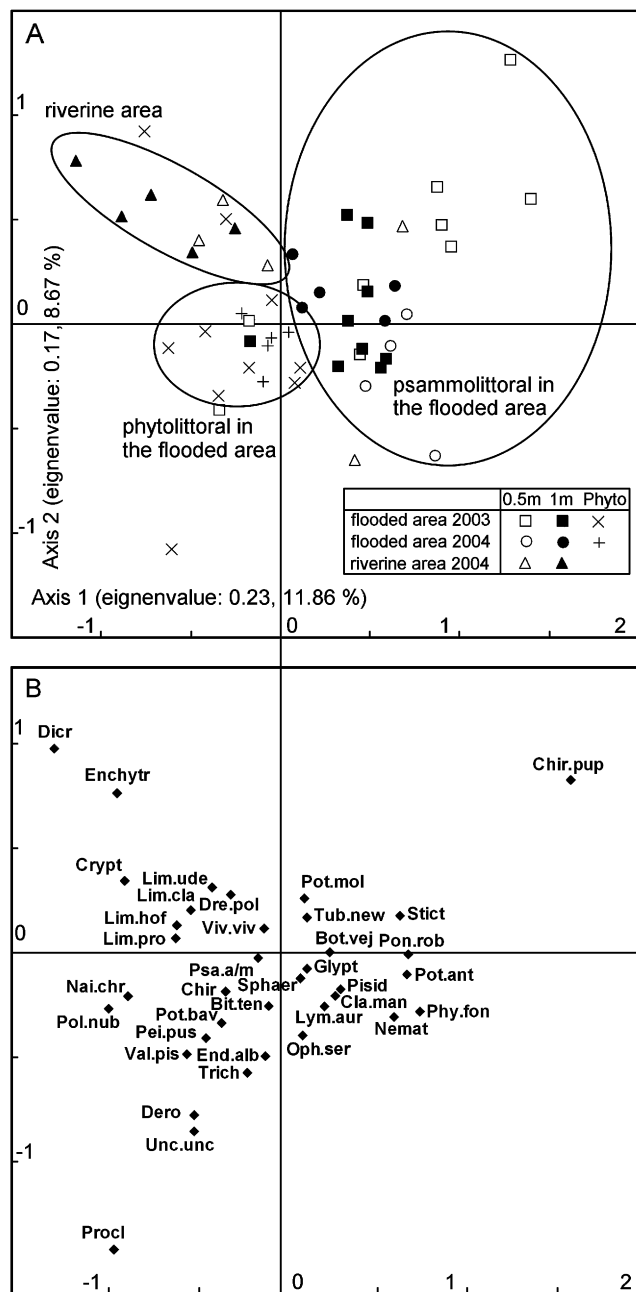 A
riverine area
1
0
-1
phytolittoral in
the flooded area
psammolittoral in
the flooded area
Axis 2 (eigenvalue: 0.17, 8.67 %)
0.5m 1m Phyto
flooded area 2003
flooded area 2004
riverine area 2004
Axis 1 (eignenvalue: 0.23, 11.86 %)
-1 0 1 2
B
1
Dicr
Chir.pup
Enchytr
Crypt
Lim.ude
Pot.mol
Lim.cla
Dre.pol
Stict
Lim.hof
Tub.new
Viv.viv
Lim.pro
Bot.vej
Pon.rob
0
Psa.a/m
Glypt
Sphaer
Pot.ant
Nai.chr
Chir
Pisid
Bit.ten
Cla.man
Phy.fon
Pol.nub
Pot.bav
Lym.aur
Nemat
Pei.pus
Oph.ser
Val.pis
End.alb
Trich
Dero
Unc.unc
-1
Procl
-1 0 1 2